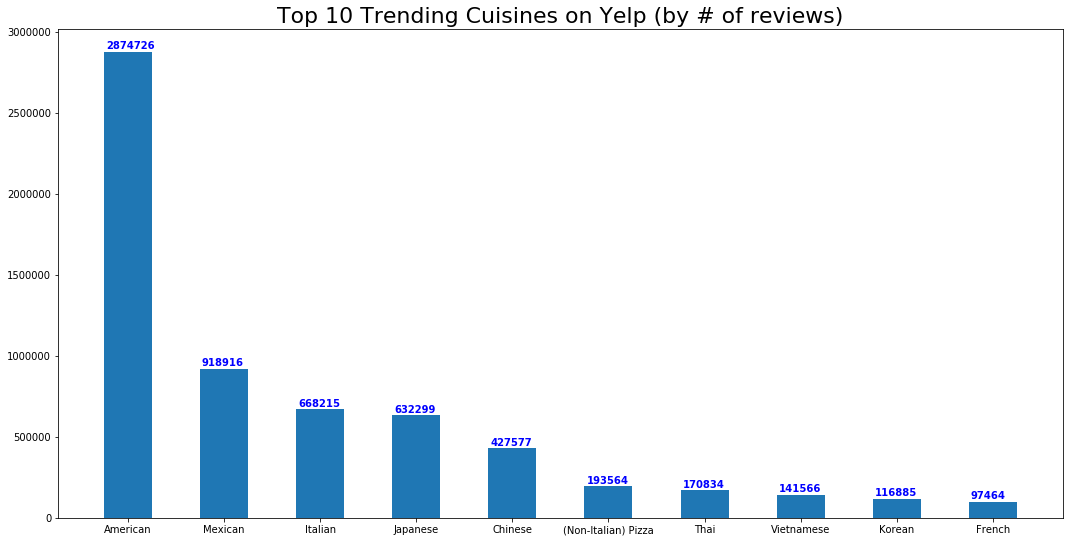 Top 10 Trending Cuisines on Yelp (by # of reviews)
3000000
2500000
2000000
1500000
1000000
500000
0
2874726
918916
668215
632299
427577
193564
170834
141566
116885
97464
American
Mexican
Italian
Japanese
Chinese
(Non-Italian) Pizza
Thai
Vietnamese
Korean
French